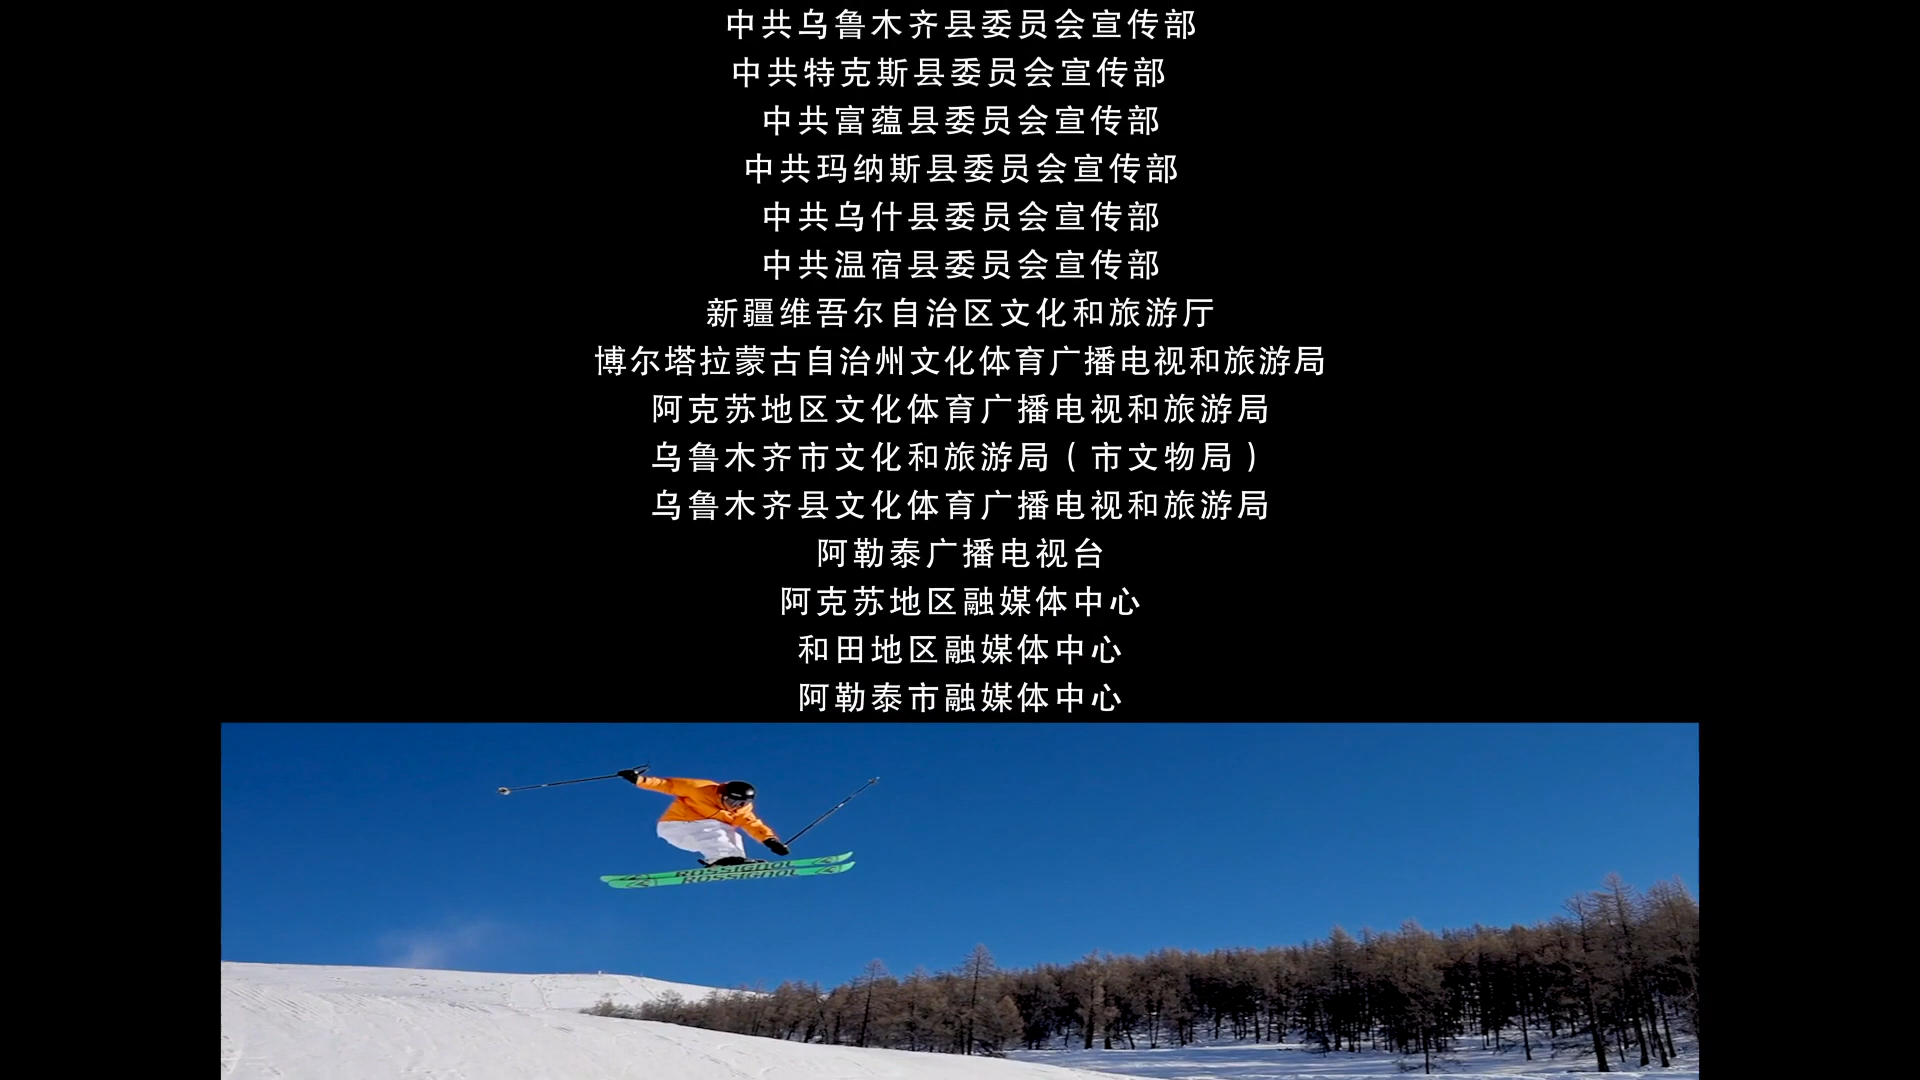 中共乌鲁木齐县委员会宣传部
中共特克斯县委员会宣传部
中共富蕴县委员会宣传部
中共玛纳斯县委员会宣传部
中共乌什县委员会宣传部
中共温宿县委员会宣传部
新疆维吾尔自治区文化和旅游厅
博尔塔拉蒙古自治州文化体育广播电视和旅游局
阿克苏地区文化体育广播电视和旅游局
乌鲁木齐市文化和旅游局（市文物局）
乌鲁木齐县文化体育广播电视和旅游局
阿勒泰广播电视台
阿克苏地区融媒体中心
和田地区融媒体中心
阿勒泰市融媒体中心
ROSSIGNOL
ROSSIGNOL